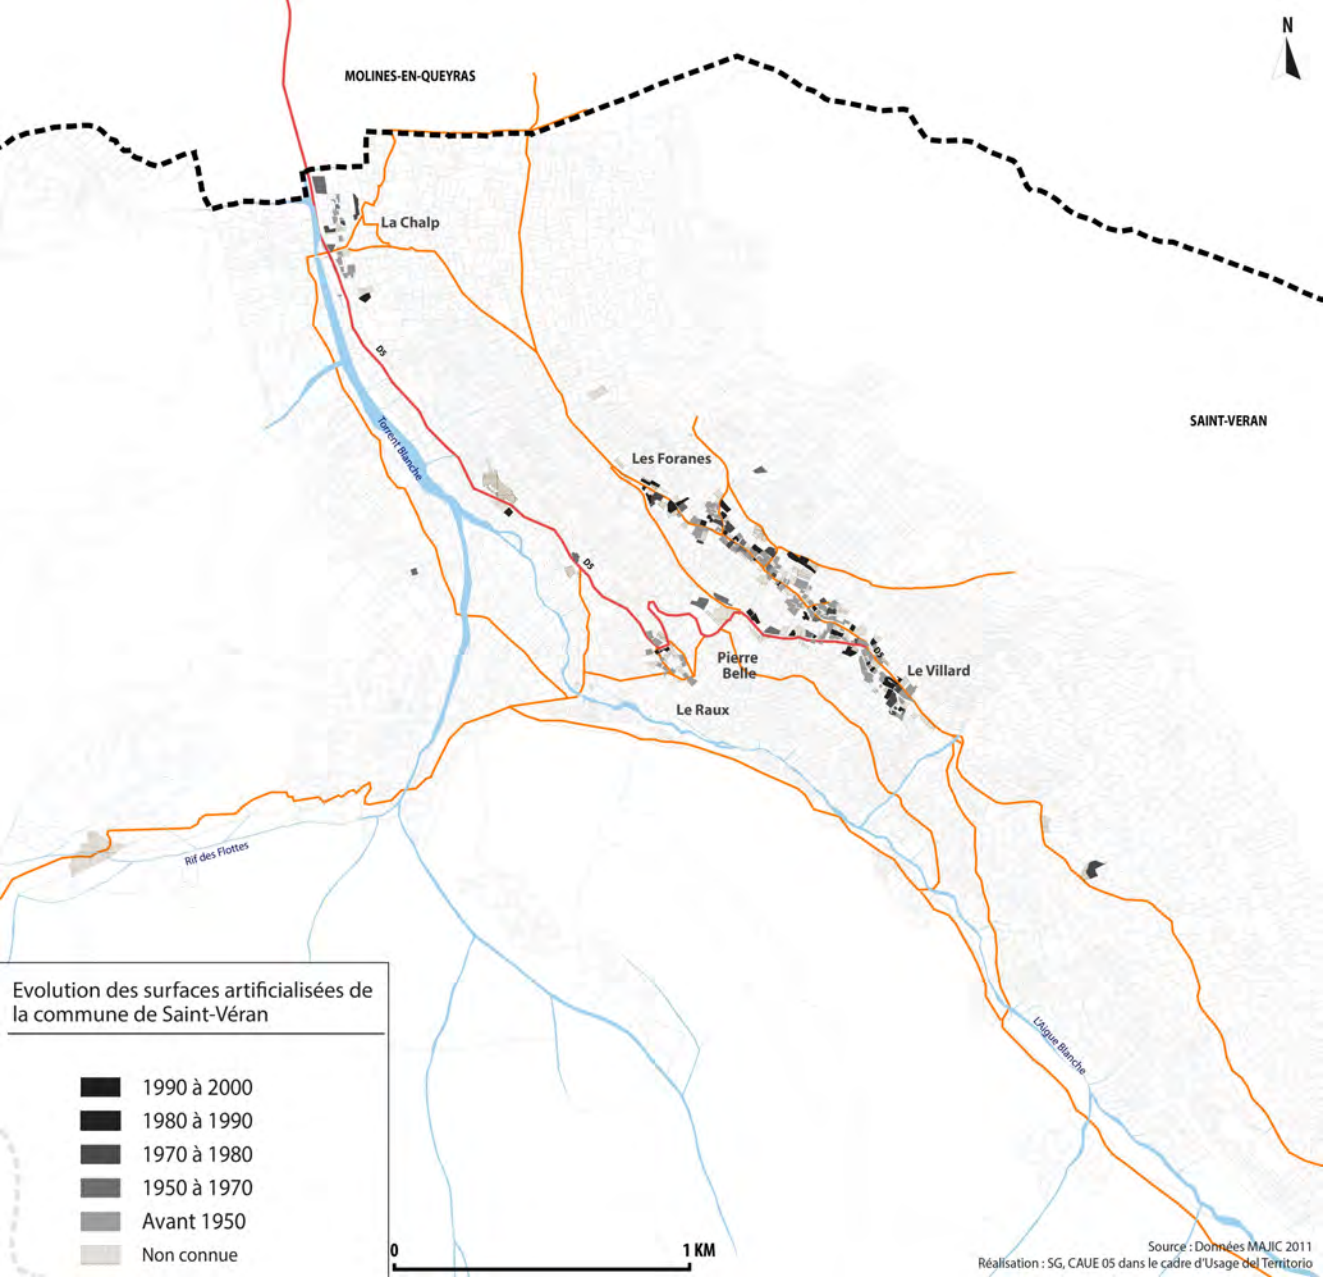 N
MOLINES-EN-QUEYRAS
La Chalp
D5
Torrent Blanche
SAINT-VERAN
Les Foranes
D5
D5
Pierre
Belle
Le Villard
Le Raux
Rif des Flottes
L'Aigue Blanche
Evolution des surfaces artificialisées de
la commune de Saint-Véran
1990 à 2000
1980 à 1990
1970 à 1980
1950 à 1970
Avant 1950
Non connue
0
1 KM
Source : Données MAJIC 2011
Réalisation : SG, CAUE 05 dans le cadre d'Usage del Territorio